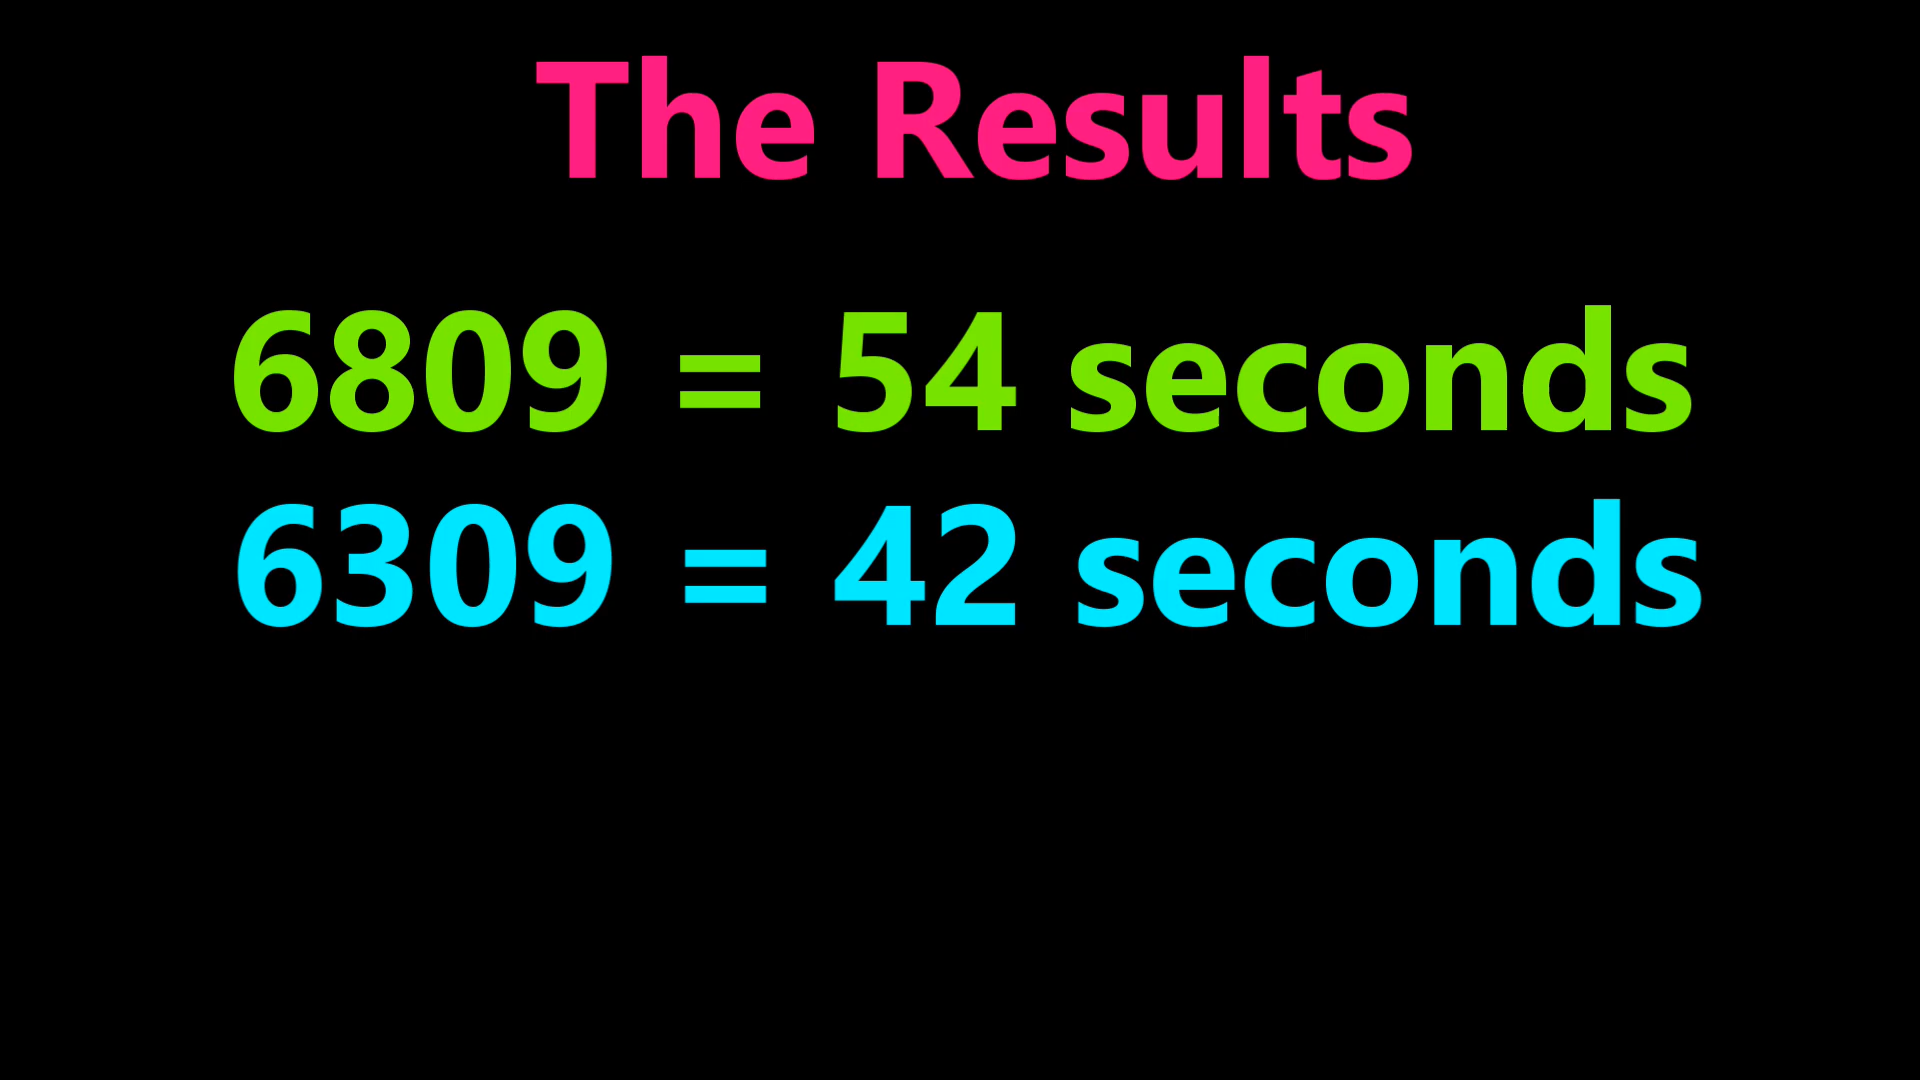 The Results
6809 = 54 seconds
6309 = 42 seconds